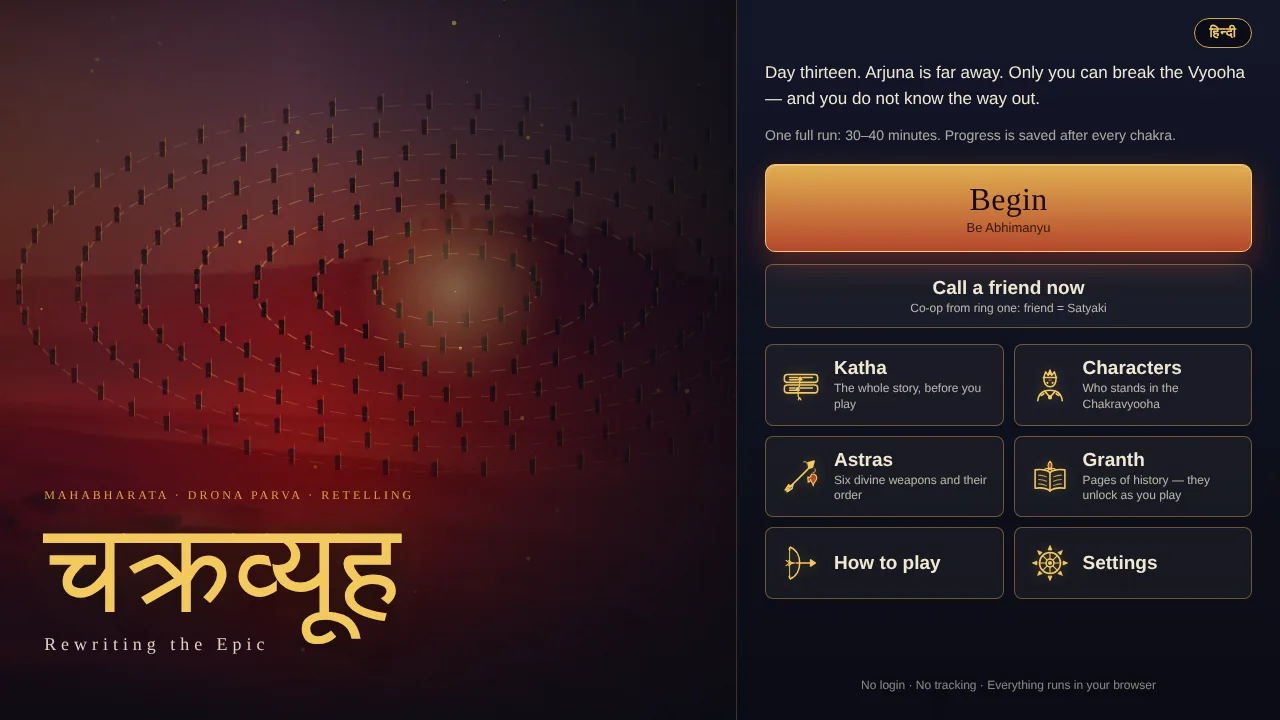 MAHABHARATA · DRONA PARVA · RETELLING
चक्रव्यूह
Rewriting the Epic
हिन्दी
Day thirteen. Arjuna is far away. Only you can break the Vyooha
— and you do not know the way out.
One full run: 30–40 minutes. Progress is saved after every chakra.
Begin
Be Abhimanyu
Call a friend now
Co-op from ring one: friend = Satyaki
Katha
The whole story, before you
play
Characters
Who stands in the
Chakravyooha
Astras
Six divine weapons and their
order
Granth
Pages of history — they
unlock as you play
How to play
Settings
No login · No tracking · Everything runs in your browser